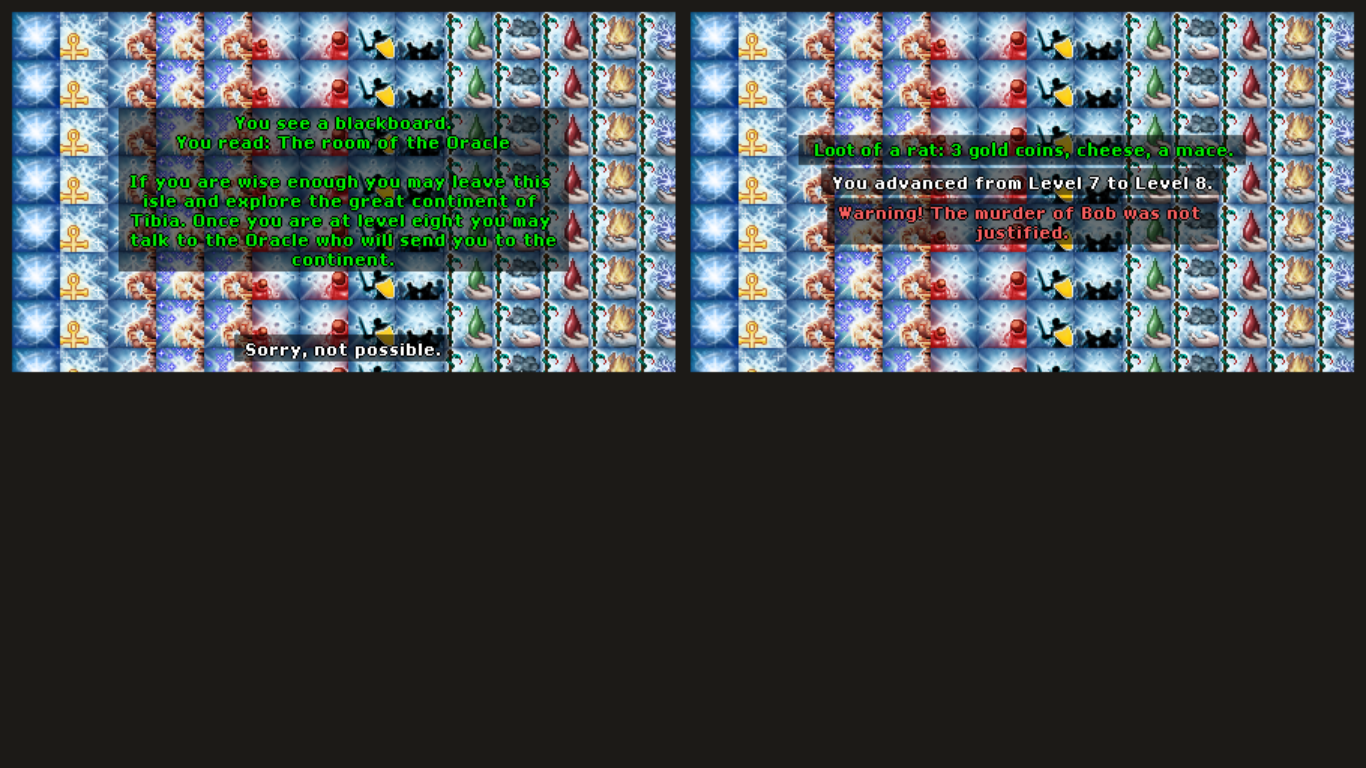 You see a blackboard.
You read: The room of the Oracle
If you are wise enough you may leave this
isle and explore the great continent of
Tibia. Once you are at level eight you may
talk to the Oracle who will send you to the
continent.
Sorry, not possible.
Loot of a rat: 3 gold coins, cheese, a mace.
You advanced from Level 7 to Level 8.
Warning! The murder of Bob was not
justified.